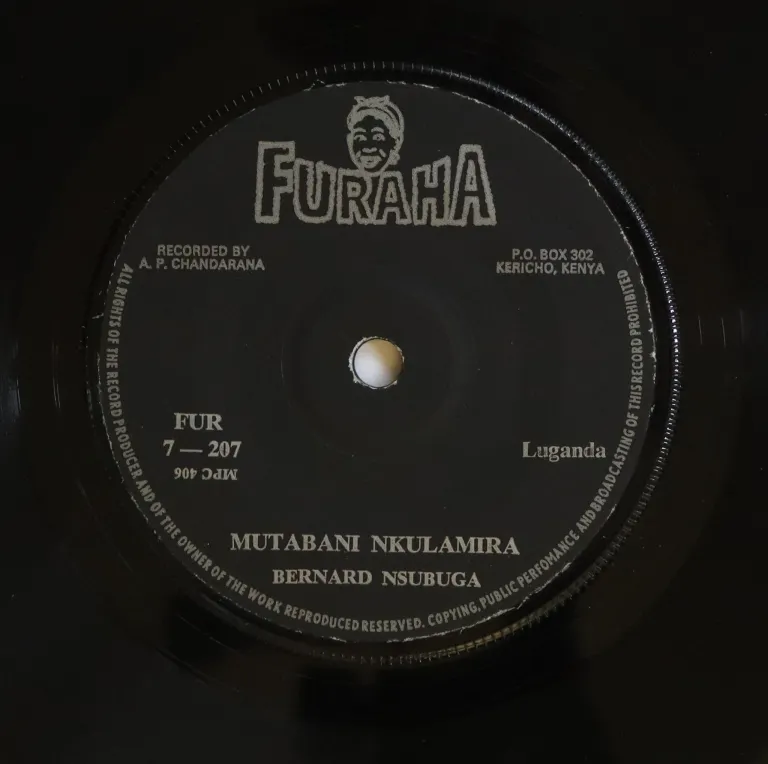 FURAHA
RECORDED BY
A. P. CHANDARANA
P.O. BOX 302
KERICHO, KENYA
FUR
7 — 207
MPC 406
Luganda
MUTABANI NKULAMIRA
BERNARD NSUBUGA
ALL RIGHTS OF THE RECORD PRODUCER AND OF THE OWNER OF THE WORK REPRODUCED RESERVED. COPYING, PUBLIC PERFOMANCE AND BROADCASTING OF THIS RECORD PROHIBITED